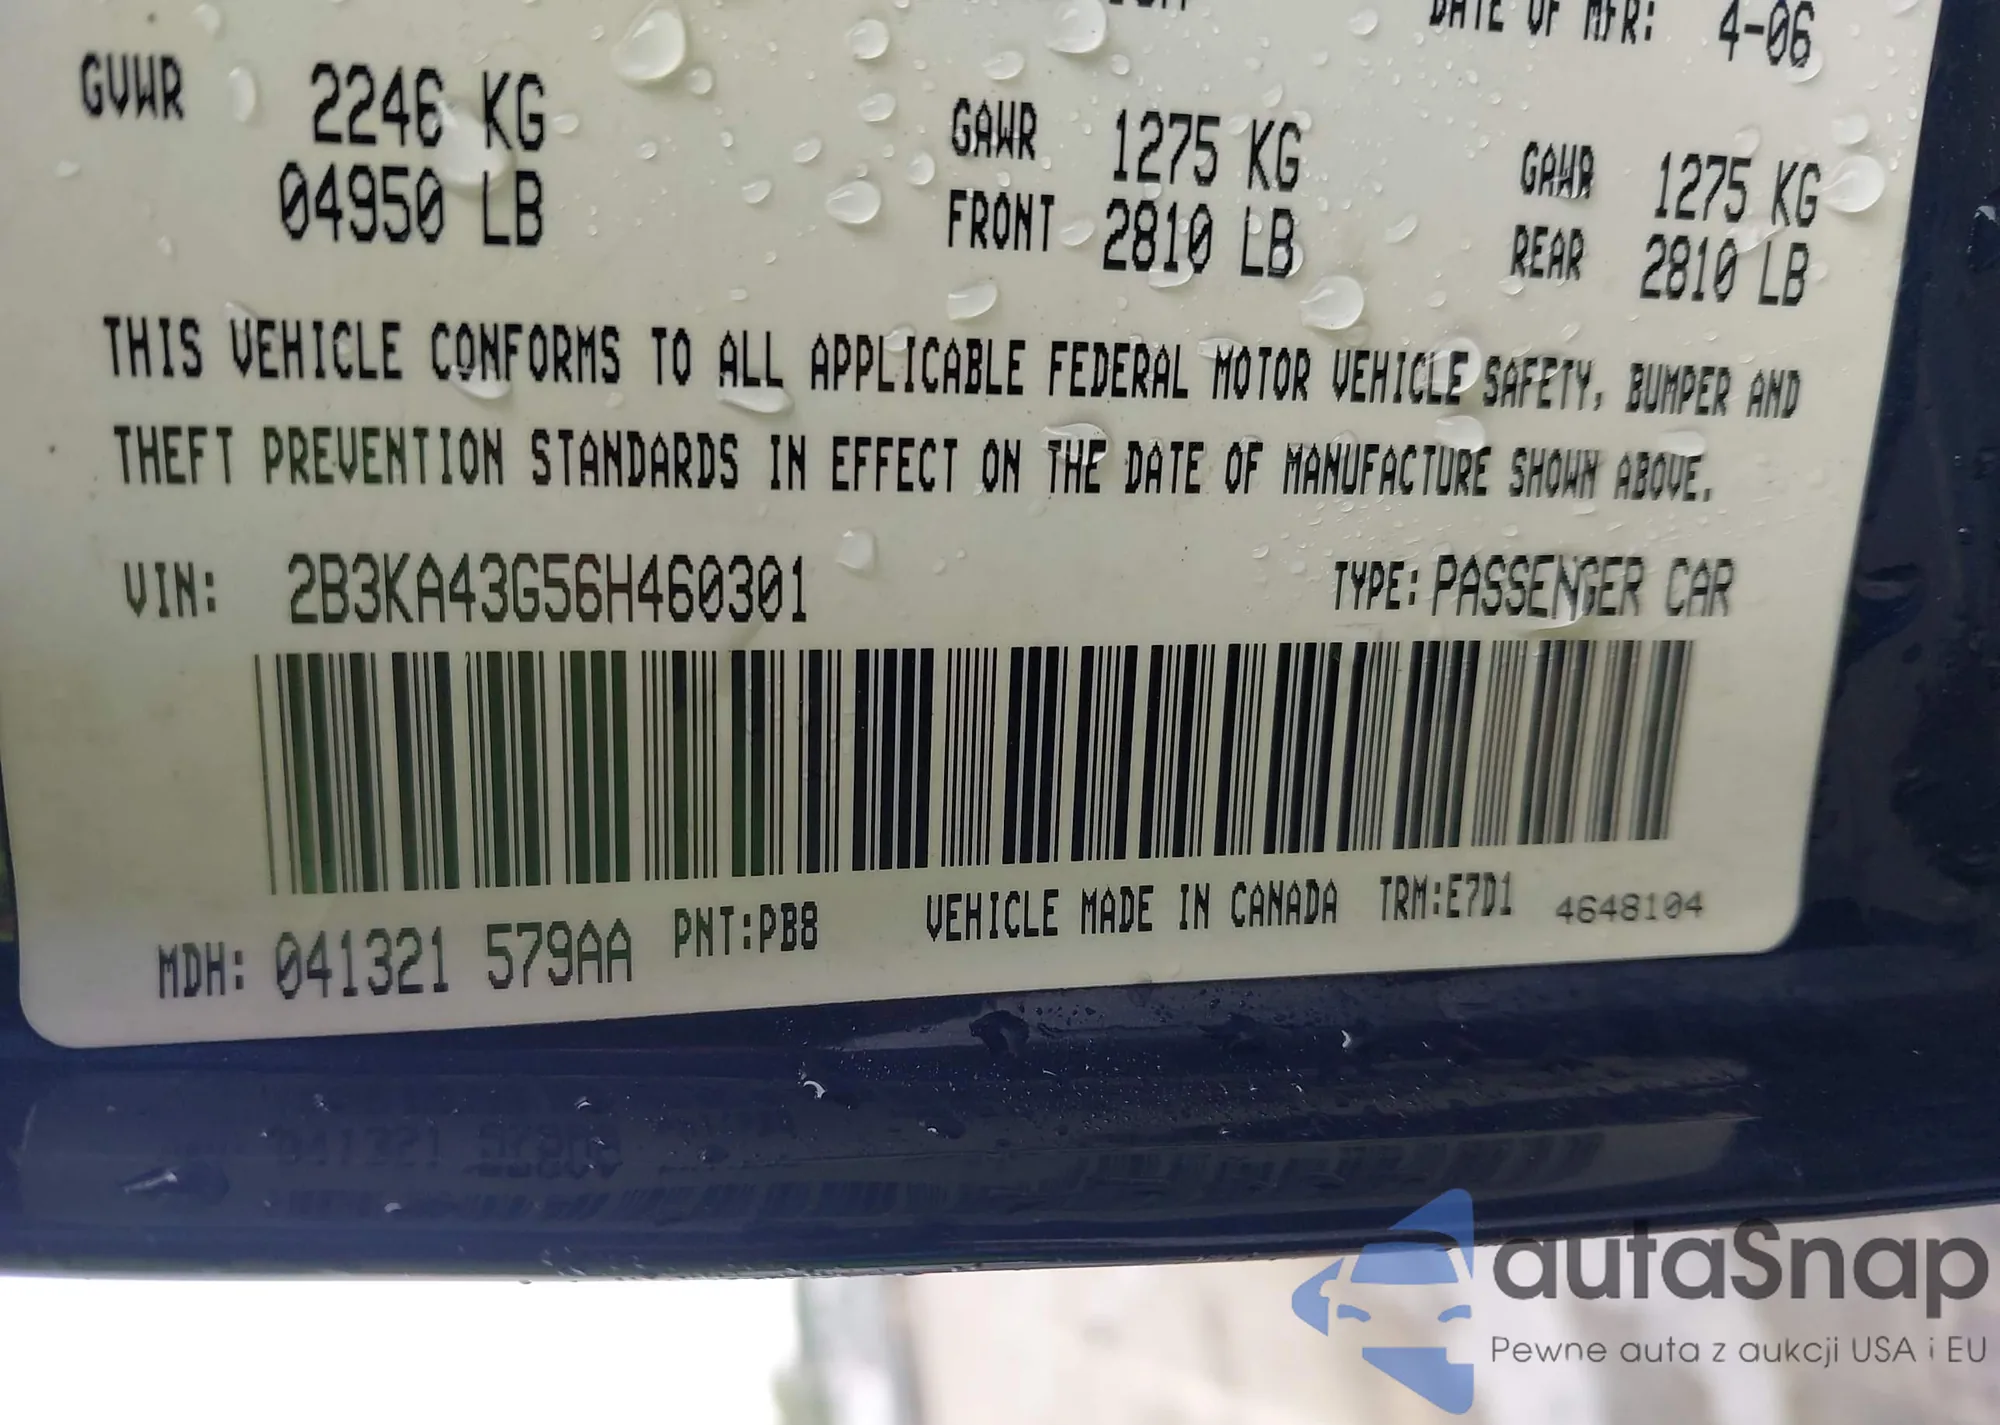 DATE OF MFR: 4-06
GVWR 2246 KG
04950 LB
GAWR 1275 KG
FRONT 2810 LB
GAWR 1275 KG
REAR 2810 LB
THIS VEHICLE CONFORMS TO ALL APPLICABLE FEDERAL MOTOR VEHICLE SAFETY, BUMPER AND
THEFT PREVENTION STANDARDS IN EFFECT ON THE DATE OF MANUFACTURE SHOWN ABOVE.
VIN: 2B3KA43G56H460301 TYPE: PASSENGER CAR
MDH: 041321 579AA PNT:PB8 VEHICLE MADE IN CANADA TRM:E7D1 4648104
041321
autaSnap
Pewne auta z aukcji USA i EU